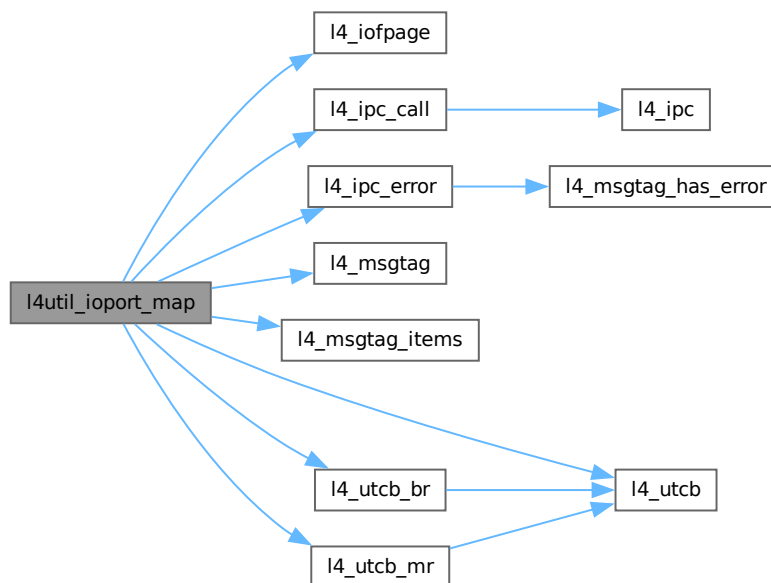 l4_iofpage
l4_ipc_call
l4_ipc
l4_ipc_error
l4_msgtag_has_error
l4_msgtag
l4util_ioport_map
l4_msgtag_items
l4_utcb_br
l4_utcb
l4_utcb_mr